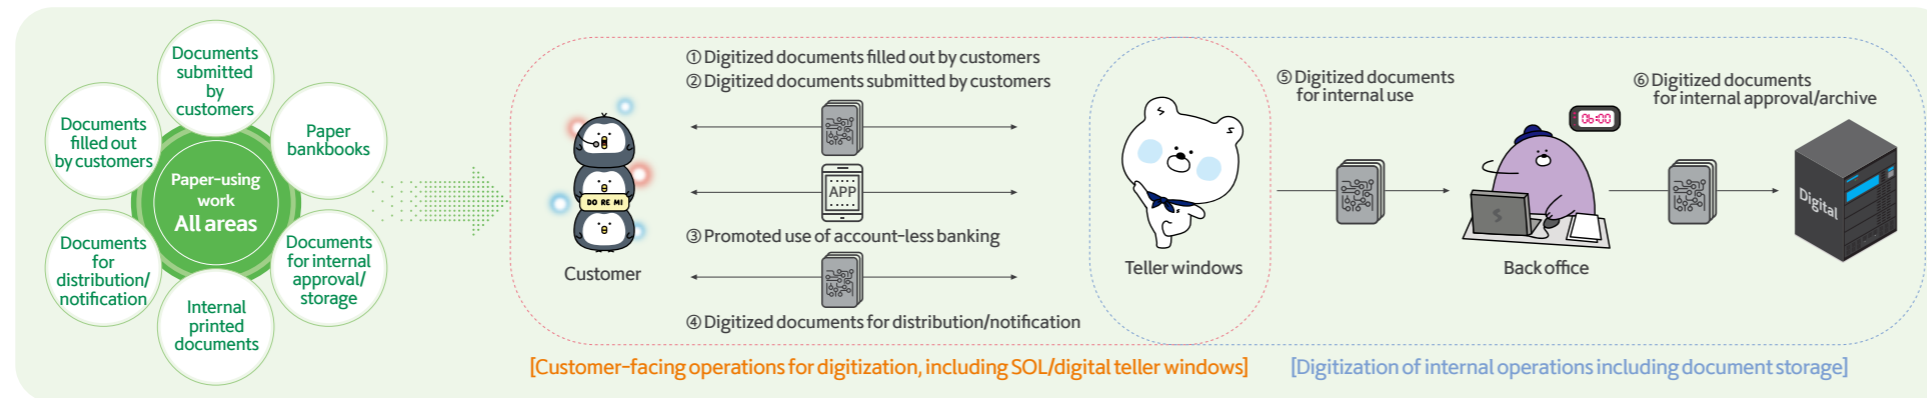 Documents
submitted
by
customers
Documents
filled out
by customers
Paper
bankbooks
Paper-using
work
All areas
Documents
for
distribution/
notification
Documents
for internal
approval/
storage
Internal
printed
documents
① Digitized documents filled out by customers
② Digitized documents submitted by customers
APP
DO RE MI
③ Promoted use of account-less banking
Customer
④ Digitized documents for distribution/notification
Teller windows
⑤ Digitized documents
for internal use
06:00
S
Back office
⑥ Digitized documents
for internal approval/archive
Digital
[Customer-facing operations for digitization, including SOL/digital teller windows]
[Digitization of internal operations including document storage]